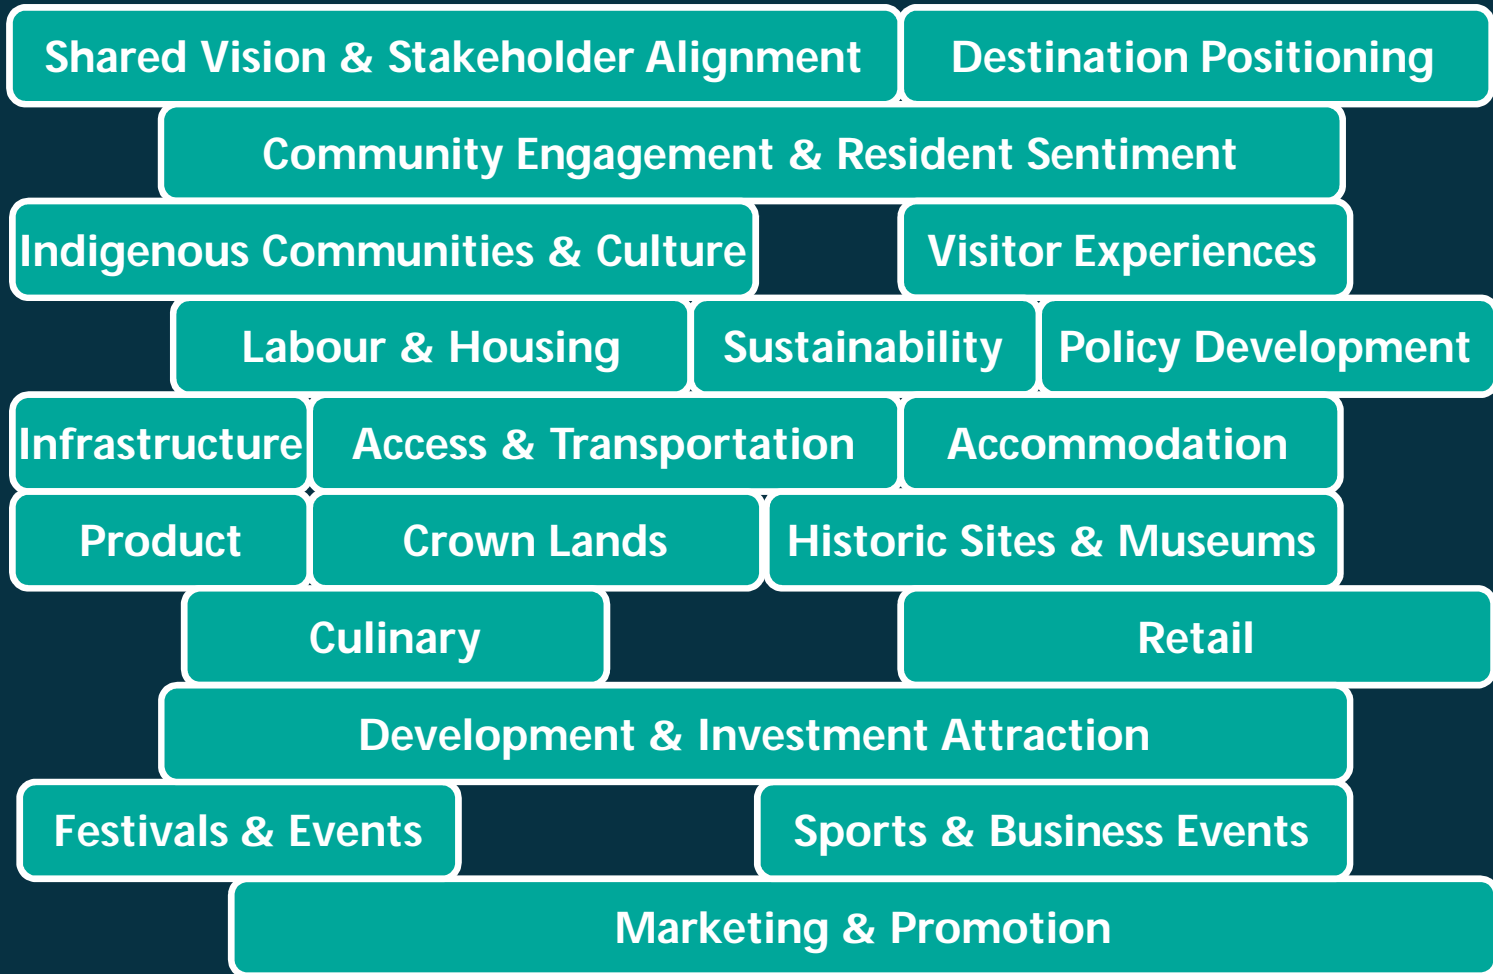 Shared Vision & Stakeholder Alignment
Destination Positioning
Community Engagement & Resident Sentiment
Indigenous Communities & Culture
Visitor Experiences
Labour & Housing
Sustainability
Policy Development
Infrastructure
Access & Transportation
Accommodation
Product
Crown Lands
Historic Sites & Museums
Culinary
Retail
Development & Investment Attraction
Festivals & Events
Sports & Business Events
Marketing & Promotion